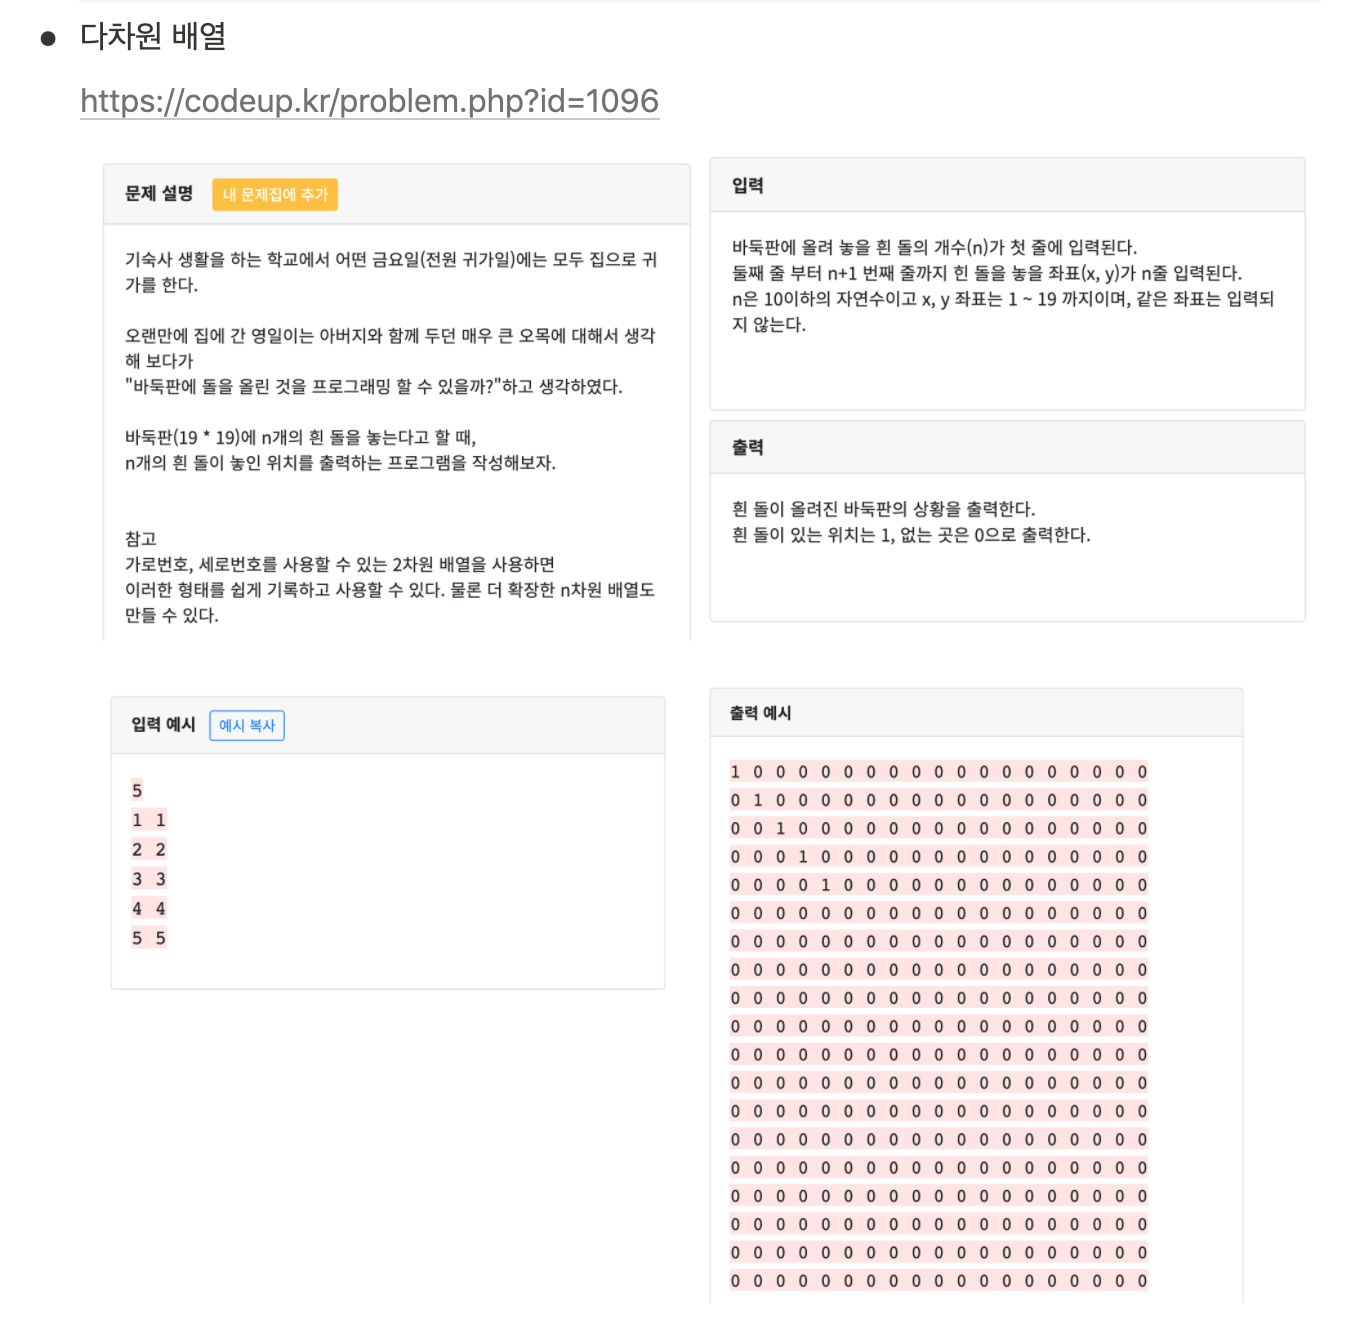 다차원 배열
https://codeup.kr/problem.php?id=1096
문제 설명 내 문제집에 추가
기숙사 생활을 하는 학교에서 어떤 금요일(전원 귀가일)에는 모두 집으로 귀
가를 한다.
오랜만에 집에 간 영일이는 아버지와 함께 두던 매우 큰 오목에 대해서 생각
해 보다가
"바둑판에 돌을 올린 것을 프로그래밍 할 수 있을까?"하고 생각하였다.
바둑판(19 * 19)에 n개의 흰 돌을 놓는다고 할 때,
n개의 흰 돌이 놓인 위치를 출력하는 프로그램을 작성해보자.
참고
가로번호, 세로번호를 사용할 수 있는 2차원 배열을 사용하면
이러한 형태를 쉽게 기록하고 사용할 수 있다. 물론 더 확장한 n차원 배열도
만들 수 있다.
입력
바둑판에 올려 놓을 흰 돌의 개수(n)가 첫 줄에 입력된다.
둘째 줄 부터 n+1 번째 줄까지 힌 돌을 놓을 좌표(x, y)가 n줄 입력된다.
n은 10이하의 자연수이고 x, y 좌표는 1 ~ 19 까지이며, 같은 좌표는 입력되
지 않는다.
출력
흰 돌이 올려진 바둑판의 상황을 출력한다.
흰 돌이 있는 위치는 1, 없는 곳은 0으로 출력한다.
입력 예시 예시 복사
5
1 1
2 2
3 3
4 4
5 5
출력 예시
1 0 0 0 0 0 0 0 0 0 0 0 0 0 0 0 0 0 0
0 1 0 0 0 0 0 0 0 0 0 0 0 0 0 0 0 0 0
0 0 1 0 0 0 0 0 0 0 0 0 0 0 0 0 0 0 0
0 0 0 1 0 0 0 0 0 0 0 0 0 0 0 0 0 0 0
0 0 0 0 1 0 0 0 0 0 0 0 0 0 0 0 0 0 0
0 0 0 0 0 0 0 0 0 0 0 0 0 0 0 0 0 0 0
0 0 0 0 0 0 0 0 0 0 0 0 0 0 0 0 0 0 0
0 0 0 0 0 0 0 0 0 0 0 0 0 0 0 0 0 0 0
0 0 0 0 0 0 0 0 0 0 0 0 0 0 0 0 0 0 0
0 0 0 0 0 0 0 0 0 0 0 0 0 0 0 0 0 0 0
0 0 0 0 0 0 0 0 0 0 0 0 0 0 0 0 0 0 0
0 0 0 0 0 0 0 0 0 0 0 0 0 0 0 0 0 0 0
0 0 0 0 0 0 0 0 0 0 0 0 0 0 0 0 0 0 0
0 0 0 0 0 0 0 0 0 0 0 0 0 0 0 0 0 0 0
0 0 0 0 0 0 0 0 0 0 0 0 0 0 0 0 0 0 0
0 0 0 0 0 0 0 0 0 0 0 0 0 0 0 0 0 0 0
0 0 0 0 0 0 0 0 0 0 0 0 0 0 0 0 0 0 0
0 0 0 0 0 0 0 0 0 0 0 0 0 0 0 0 0 0 0
0 0 0 0 0 0 0 0 0 0 0 0 0 0 0 0 0 0 0